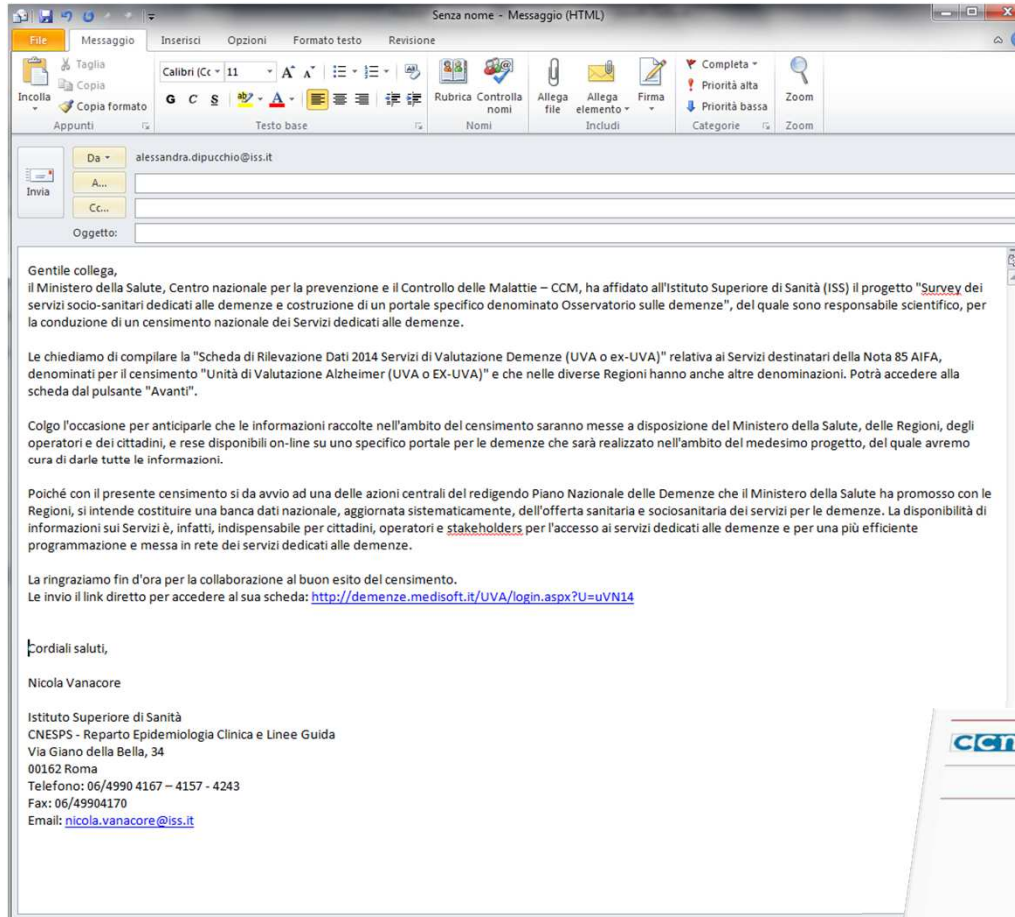 Senza nome - Messaggio (HTML)
File Messaggio Inserisci Opzioni Formato testo Revisione
Incolla
Taglia
Copia
Copia formato
Appunti
Calibri (Cc 11
G C S
Testo base
Rubrica Controlla nomi
Nomi
Allega file
Allega elemento
Firma
Includi
Completa
Priorità alta
Priorità bassa
Categorie
Zoom
Zoom
Invia
Da alessandra.dipucchio@iss.it
A...
Cc...
Oggetto:
Gentile collega,
il Ministero della Salute, Centro nazionale per la prevenzione e il Controllo delle Malattie – CCM, ha affidato all'Istituto Superiore di Sanità (ISS) il progetto "Survey dei
servizi socio-sanitari dedicati alle demenze e costruzione di un portale specifico denominato Osservatorio sulle demenze", del quale sono responsabile scientifico, per
la conduzione di un censimento nazionale dei Servizi dedicati alle demenze.
Le chiediamo di compilare la "Scheda di Rilevazione Dati 2014 Servizi di Valutazione Demenze (UVA o ex-UVA)" relativa ai Servizi destinatari della Nota 85 AIFA,
denominati per il censimento "Unità di Valutazione Alzheimer (UVA o EX-UVA)" e che nelle diverse Regioni hanno anche altre denominazioni. Potrà accedere alla
scheda dal pulsante "Avanti".
Colgo l'occasione per anticiparle che le informazioni raccolte nell'ambito del censimento saranno messe a disposizione del Ministero della Salute, delle Regioni, degli
operatori e dei cittadini, e rese disponibili on-line su uno specifico portale per le demenze che sarà realizzato nell'ambito del medesimo progetto, del quale avremo
cura di darle tutte le informazioni.
Poiché con il presente censimento si da avvio ad una delle azioni centrali del redigendo Piano Nazionale delle Demenze che il Ministero della Salute ha promosso con le
Regioni, si intende costituire una banca dati nazionale, aggiornata sistematicamente, dell'offerta sanitaria e sociosanitaria dei servizi per le demenze. La disponibilità di
informazioni sui Servizi è, infatti, indispensabile per cittadini, operatori e stakeholders per l'accesso ai servizi dedicati alle demenze e per una più efficiente
programmazione e messa in rete dei servizi dedicati alle demenze.
La ringraziamo fin d'ora per la collaborazione al buon esito del censimento.
Le invio il link diretto per accedere al sua scheda: http://demenze.medisoft.it/UVA/login.aspx?U=uVN14
Cordiali saluti,
Nicola Vanacore
Istituto Superiore di Sanità
CNESPS - Reparto Epidemiologia Clinica e Linee Guida
Via Giano della Bella, 34
00162 Roma
Telefono: 06/4990 4167 – 4157 - 4243
Fax: 06/49904170
Email: nicola.vanacore@iss.it